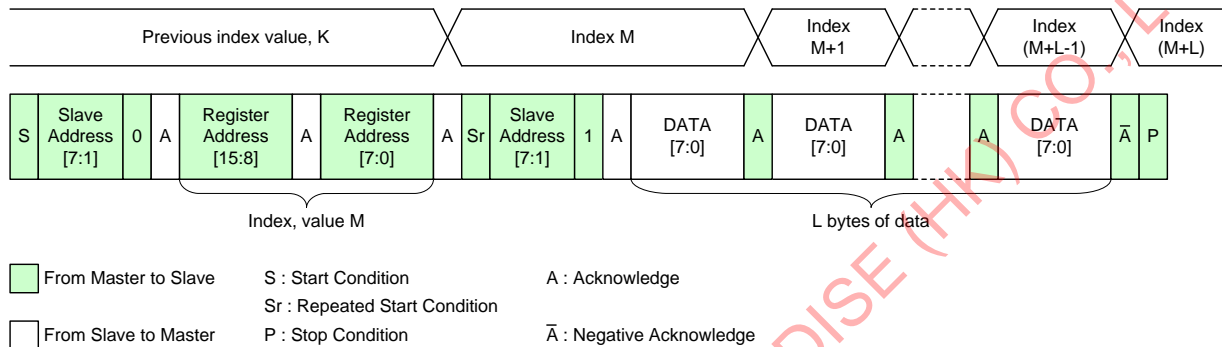 Previous index value, K
Index M
Index
M+1
Index
(M+L-1)
Index
(M+L)
S
Slave
Address
[7:1]
0
A
Register
Address
[15:8]
A
Register
Address
[7:0]
A
Sr
Slave
Address
[7:1]
1
A
DATA
[7:0]
A
DATA
[7:0]
A
A
DATA
[7:0]
A̅
P
Index, value M
L bytes of data
From Master to Slave
S : Start Condition
A : Acknowledge
Sr : Repeated Start Condition
From Slave to Master
P : Stop Condition
A̅ : Negative Acknowledge
DISE (HK) CO., L